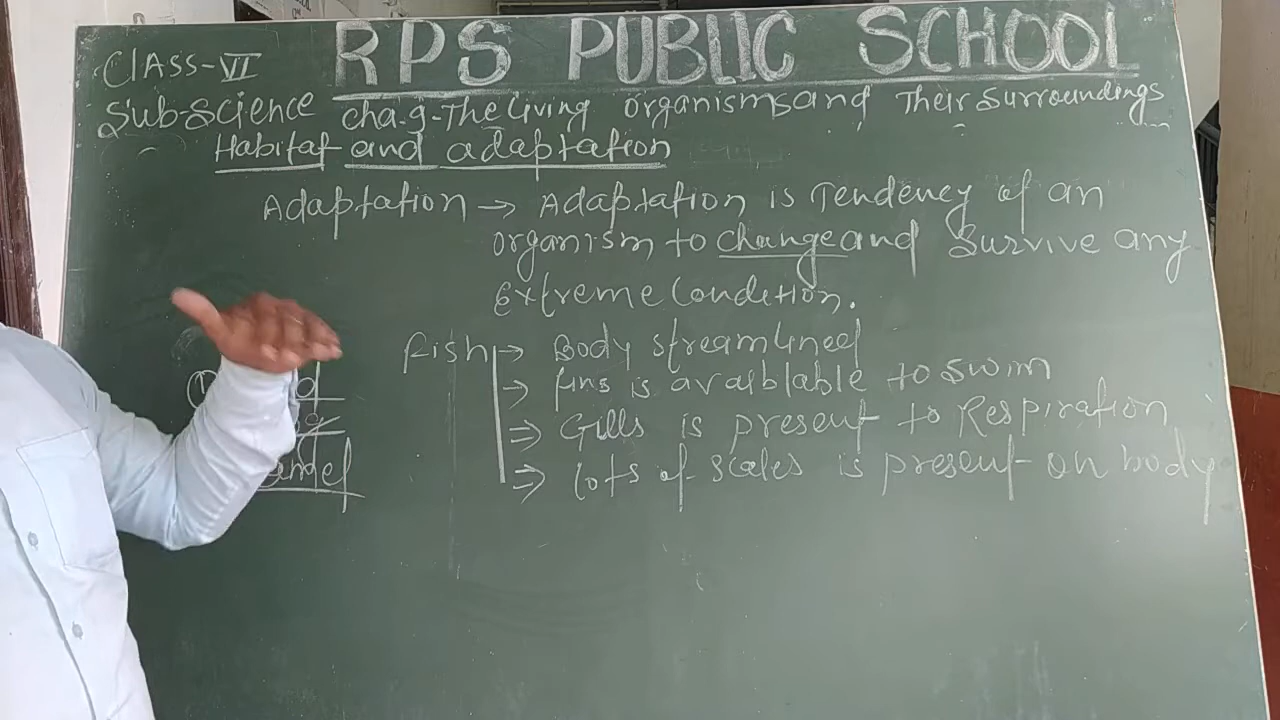 RPS PUBLIC SCHOOL
CLASS-VI
Sub-science cha.9-The living organisms and Their surroundings
Habitat and adaptation
Adaptation → Adaptation is Tendency of an
organism to change and Survive any
Extreme Condetion.
fish → Body streamlined
→ fins is avaiblable to swim
⇒ Gills is present to Respiration
⇒ lots of scales is present on body